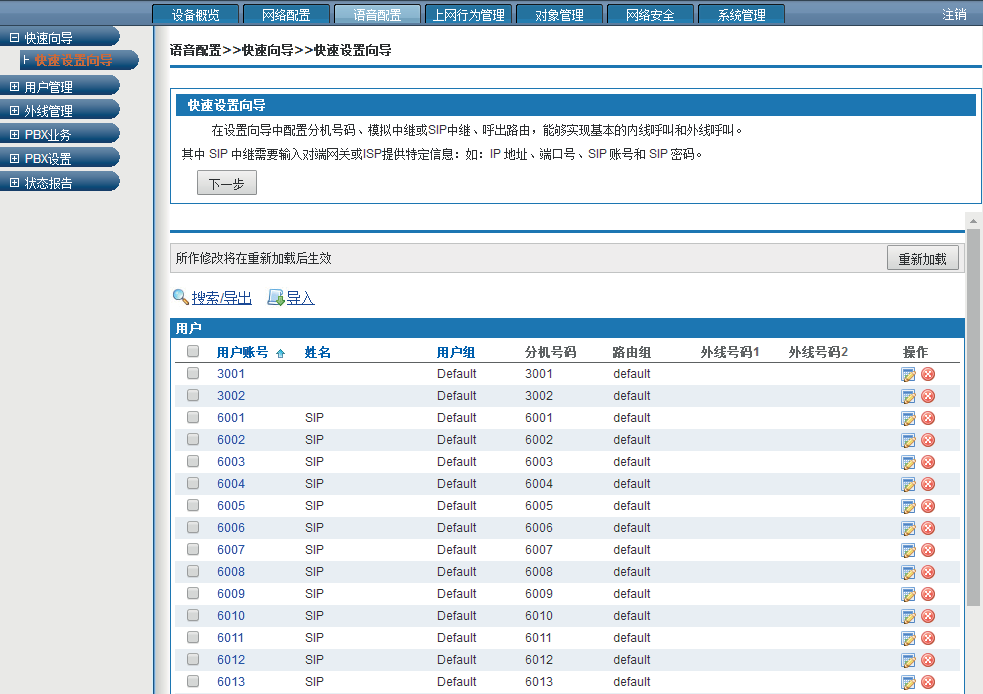 设备概览 网络配置 语音配置 上网行为管理 对象管理 网络安全 系统管理 注销
快速向导
快速设置向导
用户管理
外线管理
PBX业务
PBX设置
状态报告
语音配置>>快速向导>>快速设置向导
快速设置向导
在设置向导中配置分机号码、模拟中继或SIP中继、呼出路由，能够实现基本的内线呼叫和外线呼叫。
其中 SIP 中继需要输入对端网关或ISP提供特定信息：如：IP 地址、端口号、SIP 账号和 SIP 密码。
下一步
所作修改将在重新加载后生效 重新加载
搜索/导出 导入
用户
用户账号 姓名 用户组 分机号码 路由组 外线号码1 外线号码2 操作
3001 Default 3001 default
3002 Default 3002 default
6001 SIP Default 6001 default
6002 SIP Default 6002 default
6003 SIP Default 6003 default
6004 SIP Default 6004 default
6005 SIP Default 6005 default
6006 SIP Default 6006 default
6007 SIP Default 6007 default
6008 SIP Default 6008 default
6009 SIP Default 6009 default
6010 SIP Default 6010 default
6011 SIP Default 6011 default
6012 SIP Default 6012 default
6013 SIP Default 6013 default